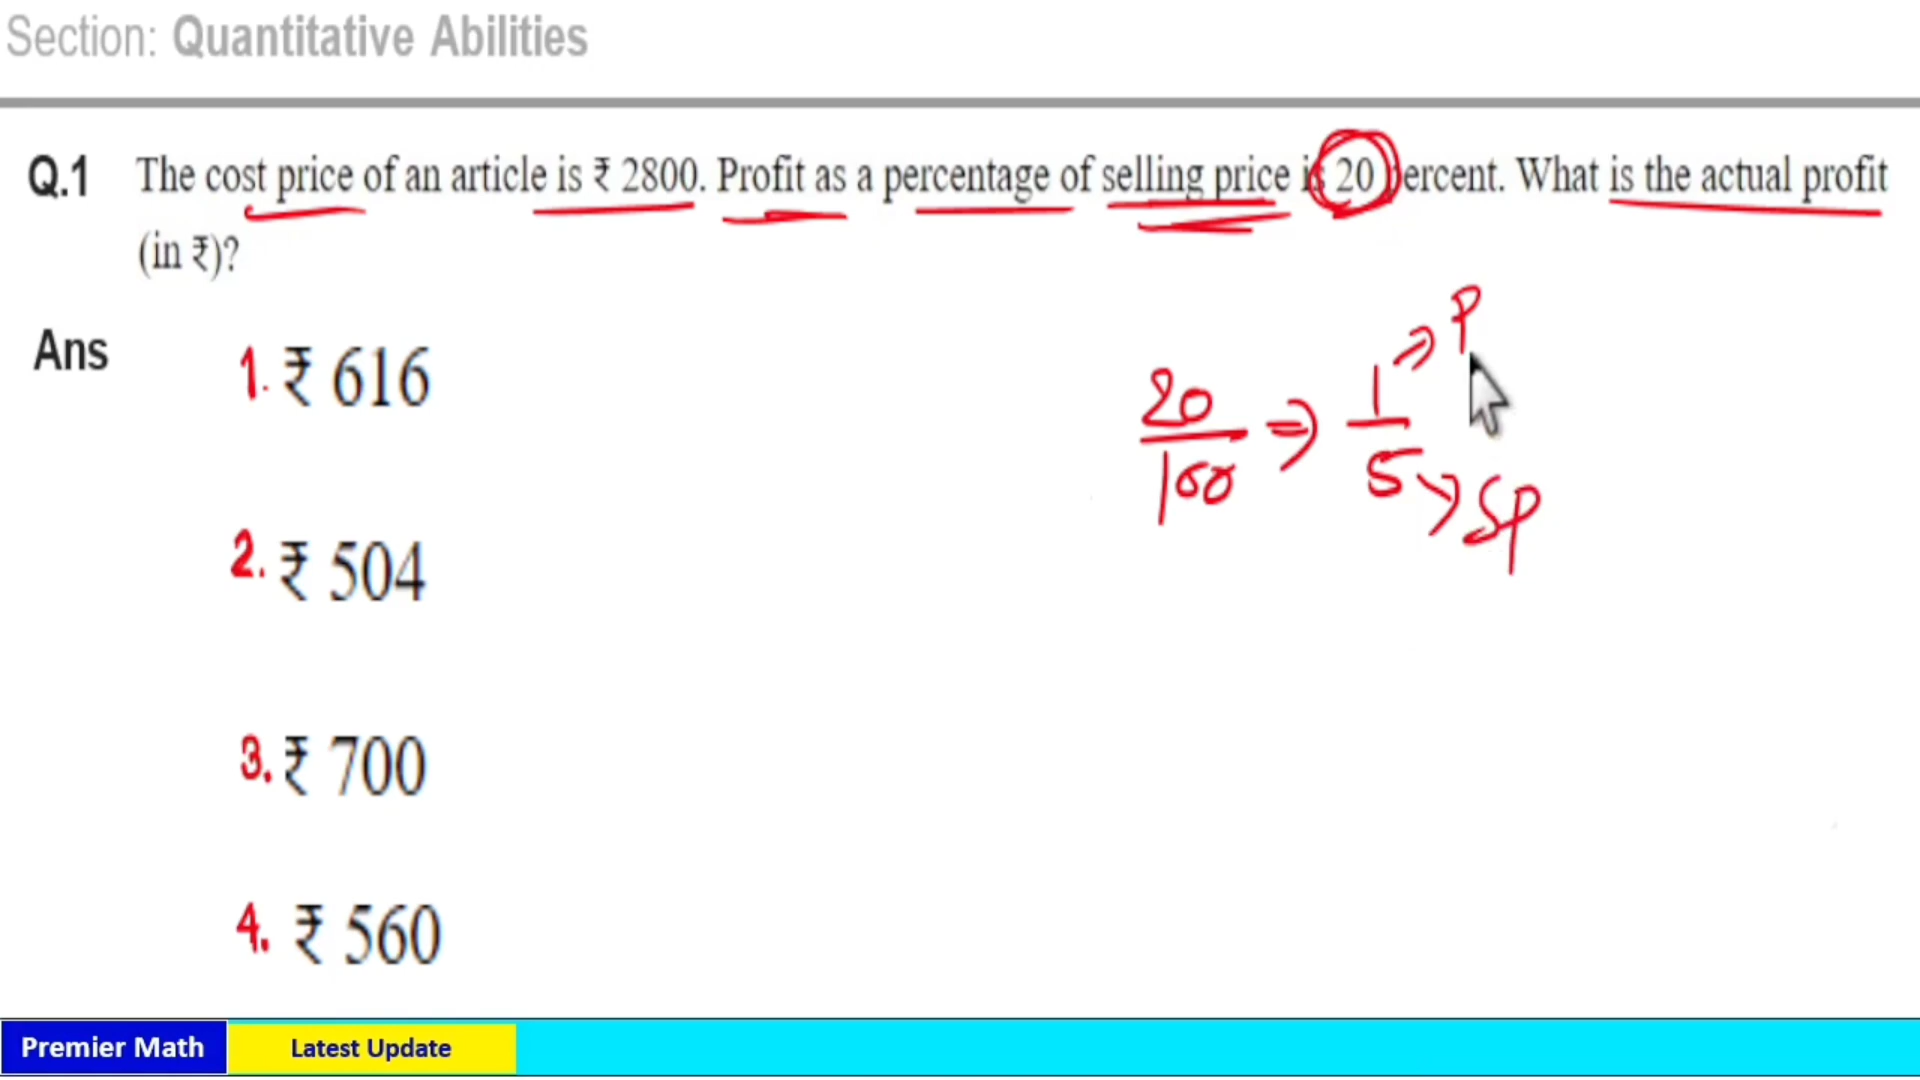 Section: Quantitative Abilities
Q.1 The cost price of an article is ₹ 2800. Profit as a percentage of selling price is 20 percent. What is the actual profit
(in ₹)?
Ans
1. ₹ 616
2. ₹ 504
3. ₹ 700
4. ₹ 560
20/100 ⇒ 1/5
P
SP
Premier Math
Latest Update